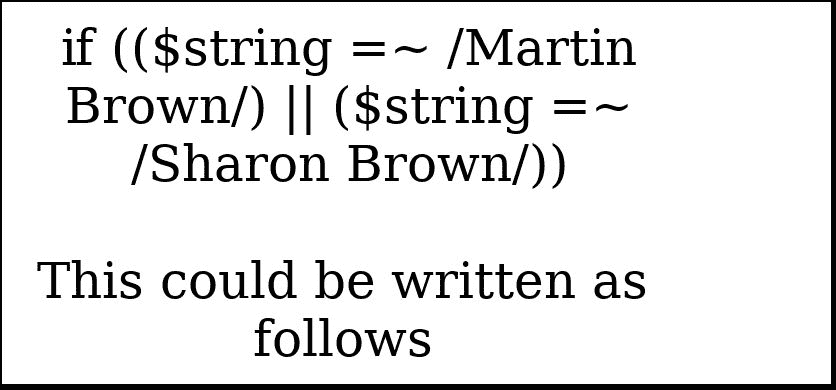 if (($string =~ /Martin
Brown/) || ($string =~
/Sharon Brown/))
This could be written as
follows